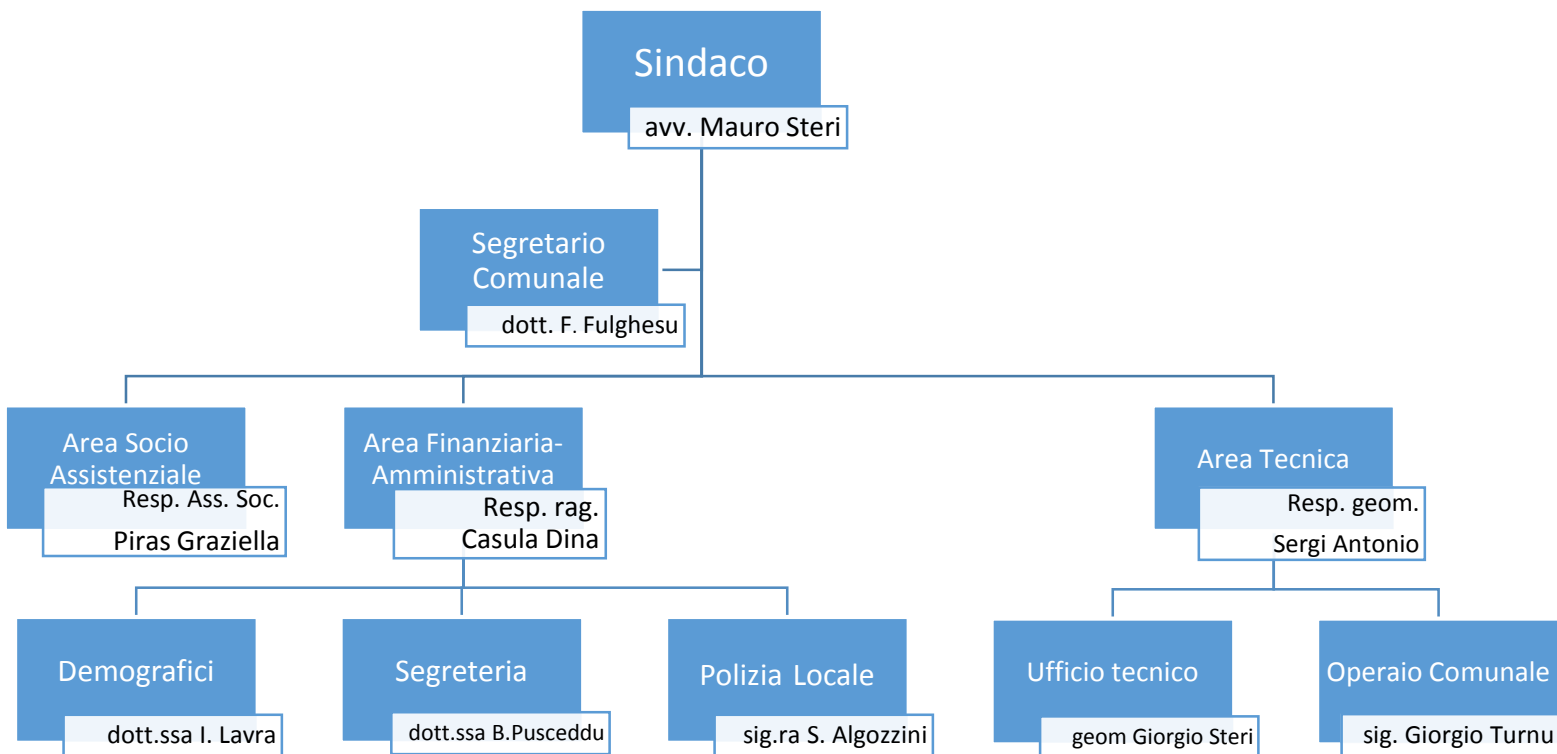 Sindaco
avv. Mauro Steri
Segretario
Comunale
dott. F. Fulghesu
Area Socio
Assistenziale
Resp. Ass. Soc.
Piras Graziella
Area Finanziaria-
Amministrativa
Resp. rag.
Casula Dina
Area Tecnica
Resp. geom.
Sergi Antonio
Demografici
dott.ssa I. Lavra
Segreteria
dott.ssa B.Pusceddu
Polizia Locale
sig.ra S. Algozzini
Ufficio tecnico
geom Giorgio Steri
Operaio Comunale
sig. Giorgio Turnu